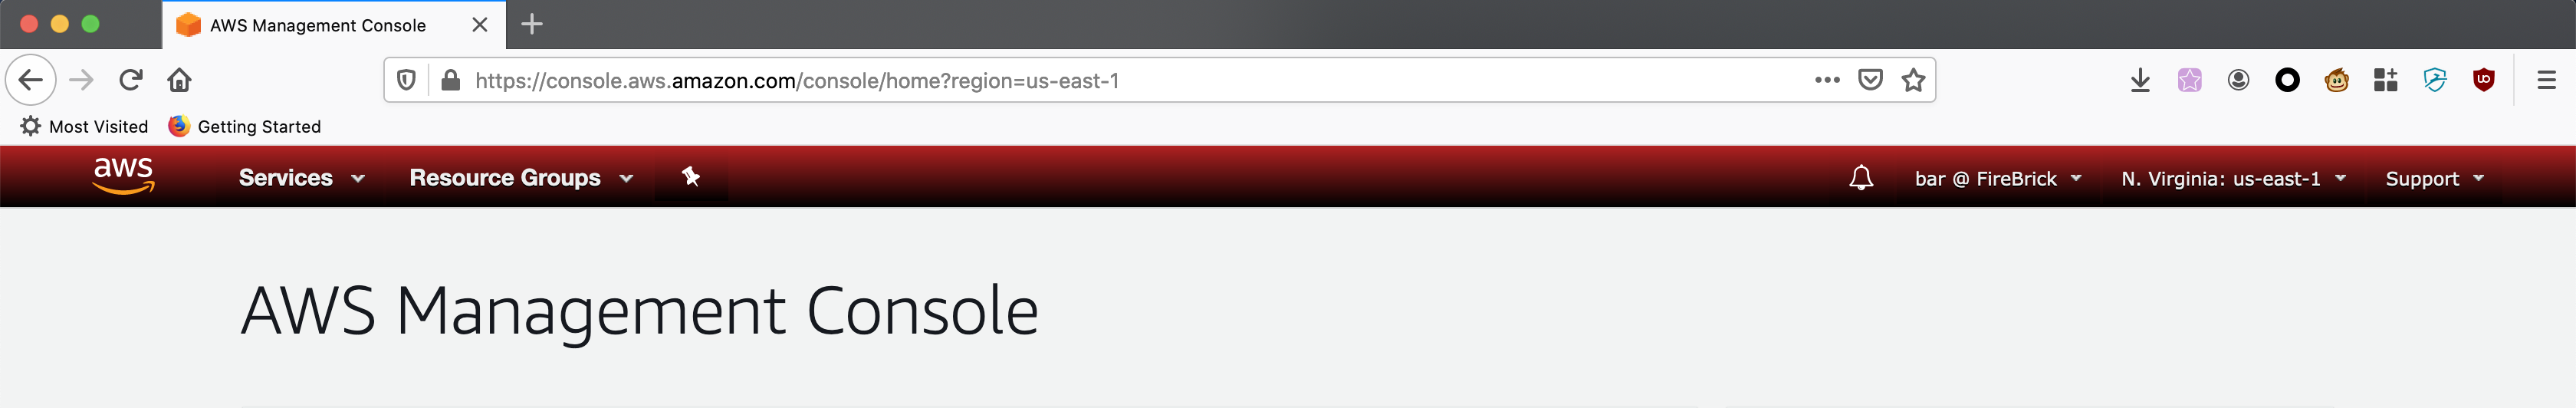 AWS Management Console
https://console.aws.amazon.com/console/home?region=us-east-1
Most Visited Getting Started
aws Services Resource Groups bar @ FireBrick N. Virginia: us-east-1 Support
AWS Management Console